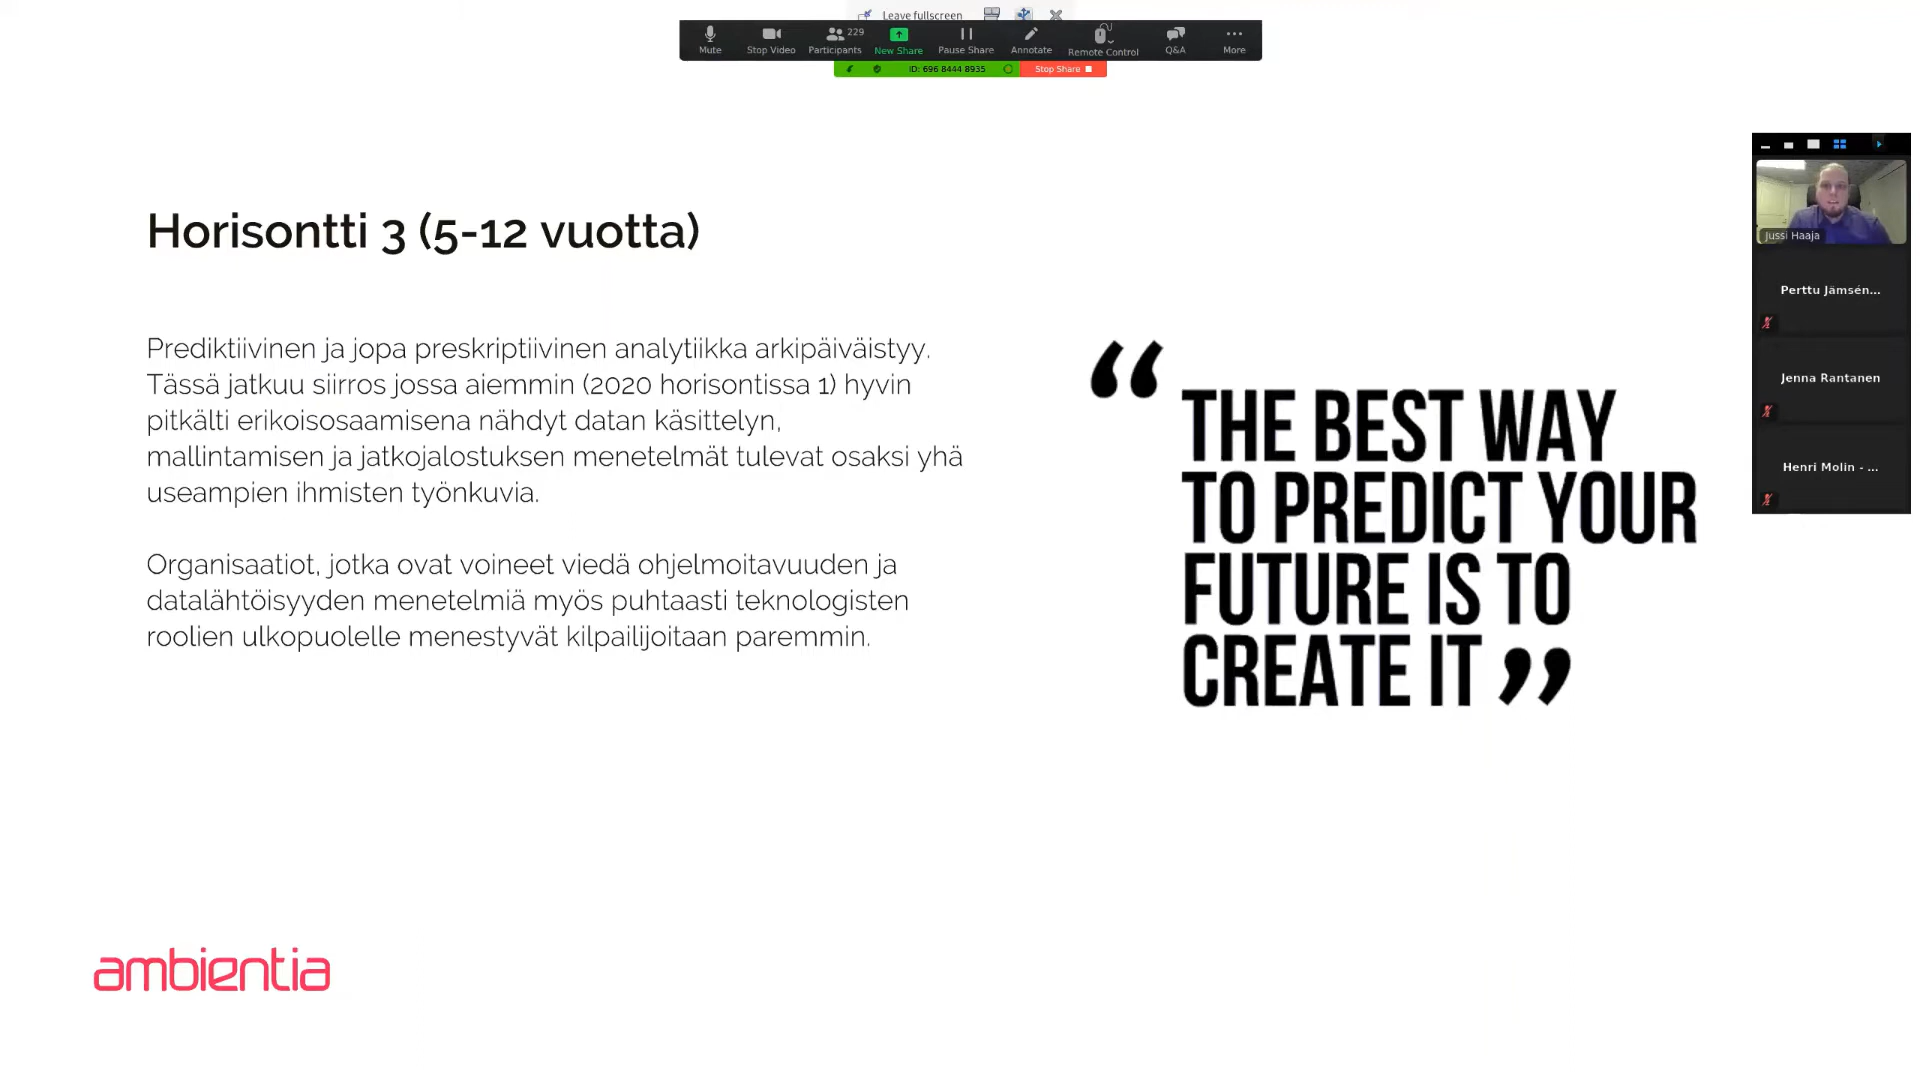 Leave fullscreen
Mute
Stop Video
Participants
229
New Share
Pause Share
Annotate
Remote Control
Q&A
More
ID: 696 8444 8935
Stop Share
Horisontti 3 (5-12 vuotta)
Prediktiivinen ja jopa preskriptiivinen analytiikka arkipäiväistyy.
Tässä jatkuu siirros jossa aiemmin (2020 horisontissa 1) hyvin
pitkälti erikoisosaamisena nähdyt datan käsittelyn,
mallintamisen ja jatkojalostuksen menetelmät tulevat osaksi yhä
useampien ihmisten työnkuvia.
Organisaatiot, jotka ovat voineet viedä ohjelmoitavuuden ja
datalähtöisyyden menetelmiä myös puhtaasti teknologisten
roolien ulkopuolelle menestyvät kilpailijoitaan paremmin.
“THE BEST WAY
TO PREDICT YOUR
FUTURE IS TO
CREATE IT”
Jussi Haaja
Perttu Jämsén...
Jenna Rantanen
Henri Molin - ...
ambientia